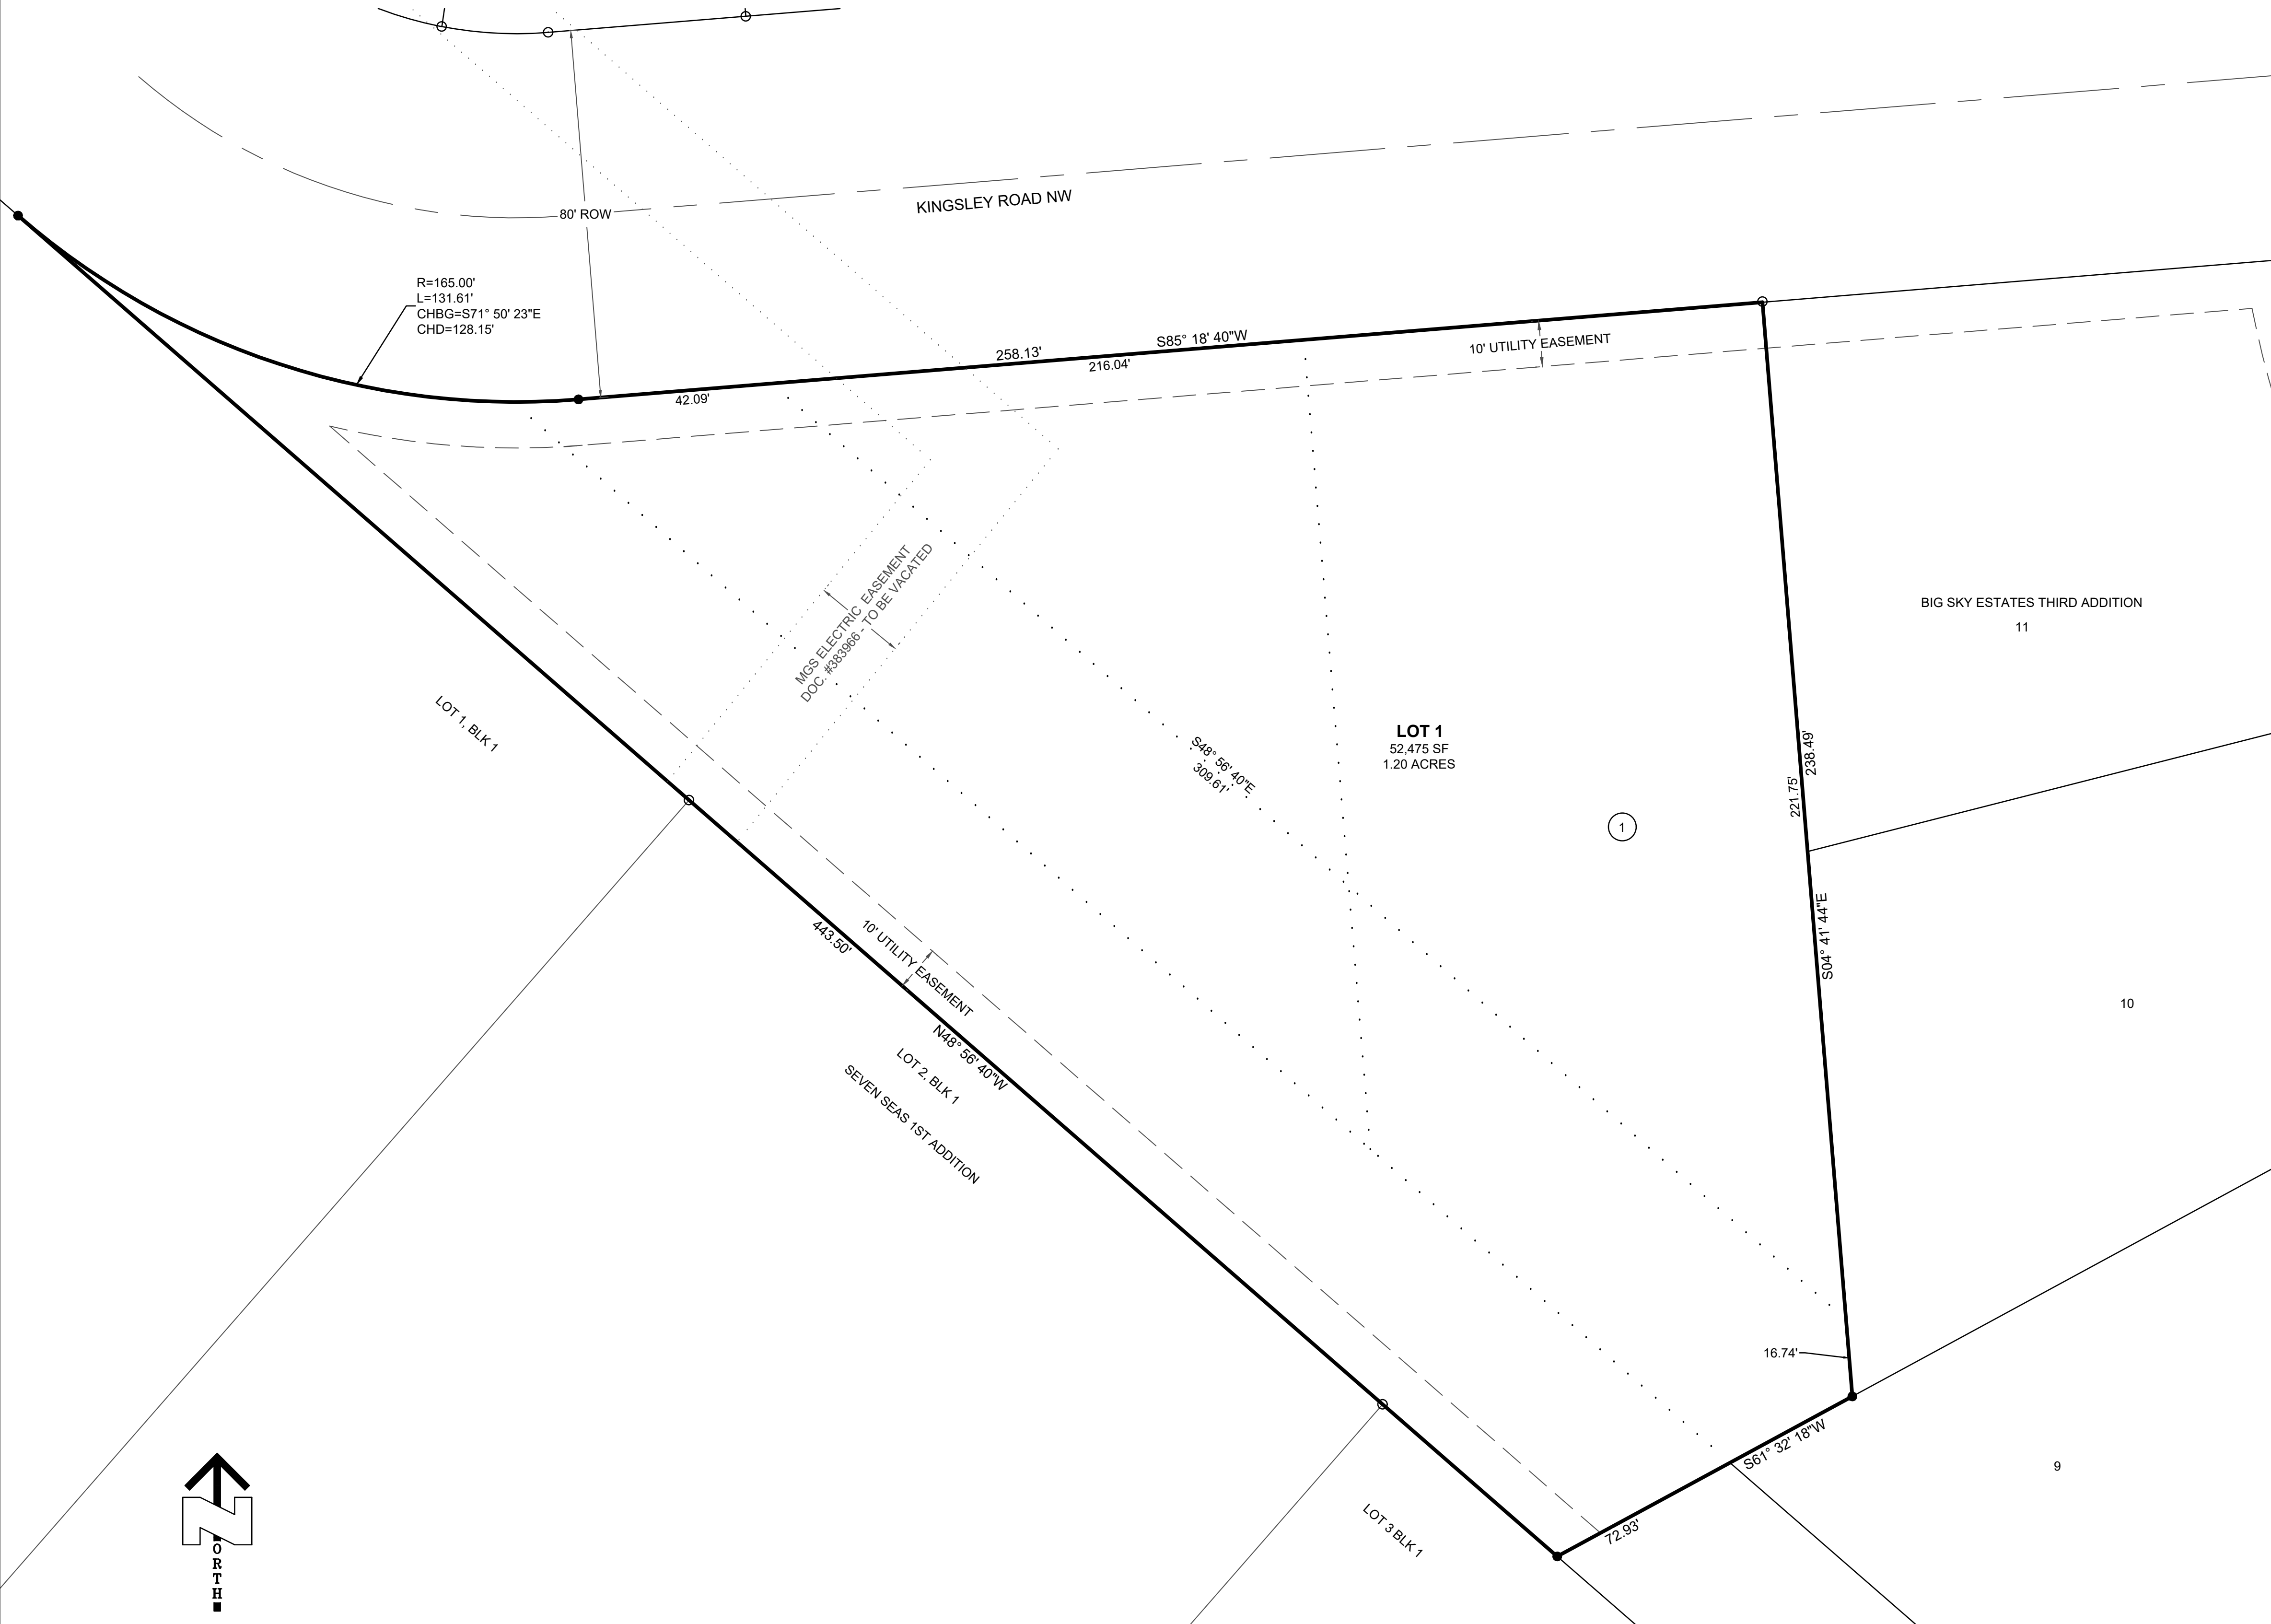 80' ROW
KINGSLEY ROAD NW
R=165.00'
L=131.61'
CHBG=S71° 50' 23"E
CHD=128.15'
258.13'
S85° 18' 40"W
216.04'
42.09'
10' UTILITY EASEMENT
MGS ELECTRIC EASEMENT
DOC. #383966 - TO BE VACATED
BIG SKY ESTATES THIRD ADDITION
11
LOT 1, BLK 1
S48° 56' 40"E
309.61'
LOT 1
52,475 SF
1.20 ACRES
238.49'
221.75'
1
S04° 41' 44"E
10
443.50'
10' UTILITY EASEMENT
N48° 56' 40"W
LOT 2, BLK 1
SEVEN SEAS 1ST ADDITION
16.74'
S61° 32' 18"W
72.93'
9
LOT 3 BLK 1
N
O
R
T
H